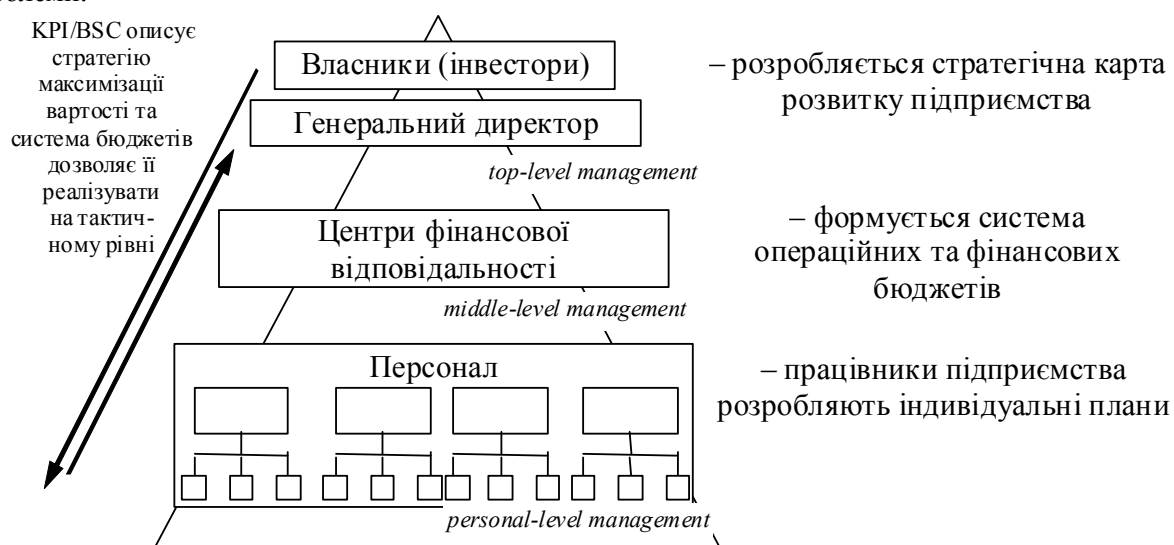 KPI/BSC описує
стратегію
максимізації
вартості та
система бюджетів
дозволяє її
реалізувати
на тактич-
ному рівні
Власники (інвестори)
– розробляється стратегічна карта
розвитку підприємства
Генеральний директор
top-level management
Центри фінансової
відповідальності
– формується система
операційних та фінансових
бюджетів
middle-level management
Персонал
– працівники підприємства
розробляють індивідуальні плани
personal-level management